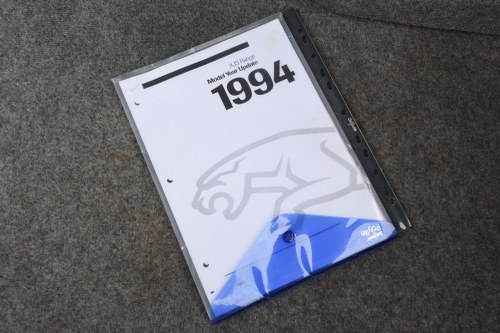 XJS Range
Model Year Update
1994